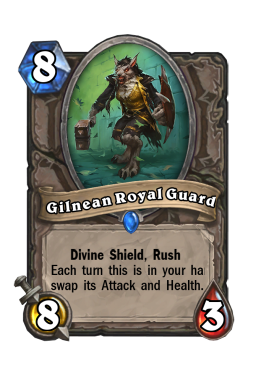 8
Gilnean Royal Guard
Divine Shield, Rush
Each turn this is in your ha
swap its Attack and Health.
8
3